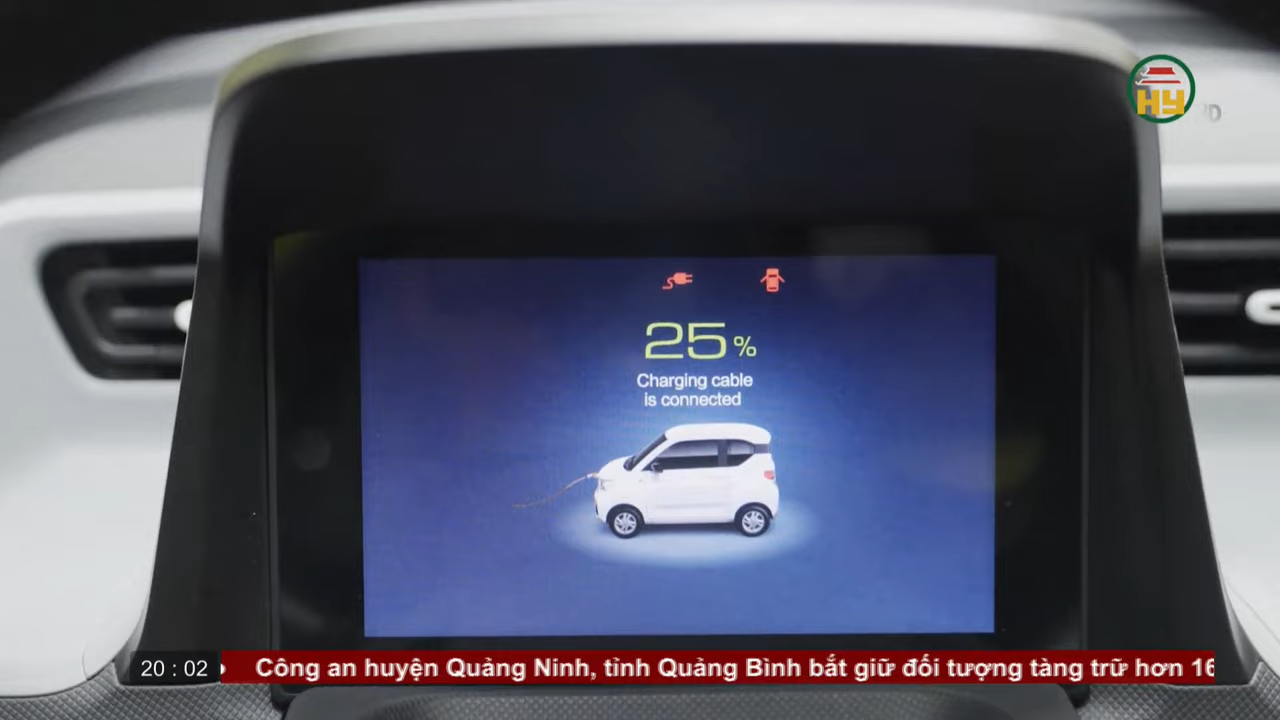 HY
25 %
Charging cable
is connected
20 : 02
Công an huyện Quảng Ninh, tỉnh Quảng Bình bắt giữ đối tượng tàng trữ hơn